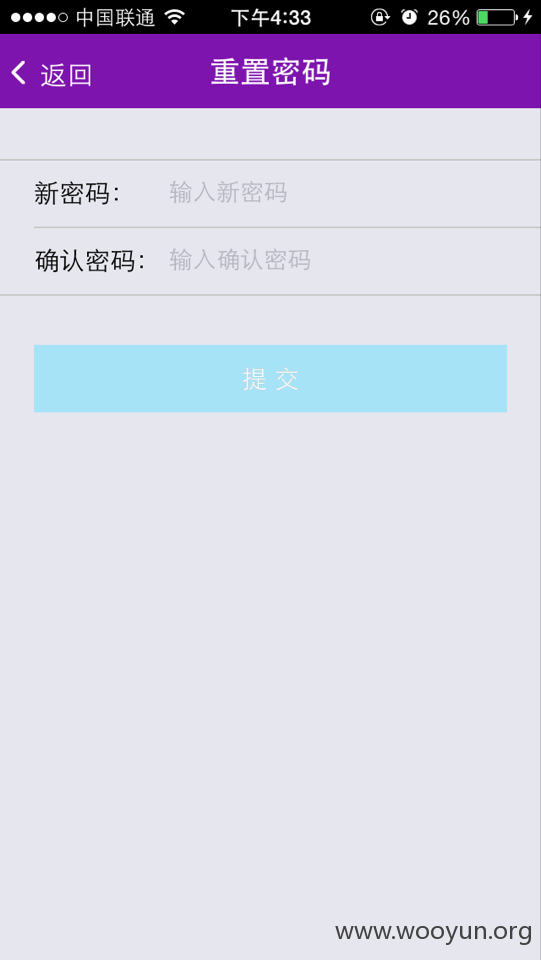 中国联通 下午4:33 26%
返回 重置密码
新密码： 输入新密码
确认密码： 输入确认密码
提 交
www.wooyun.org